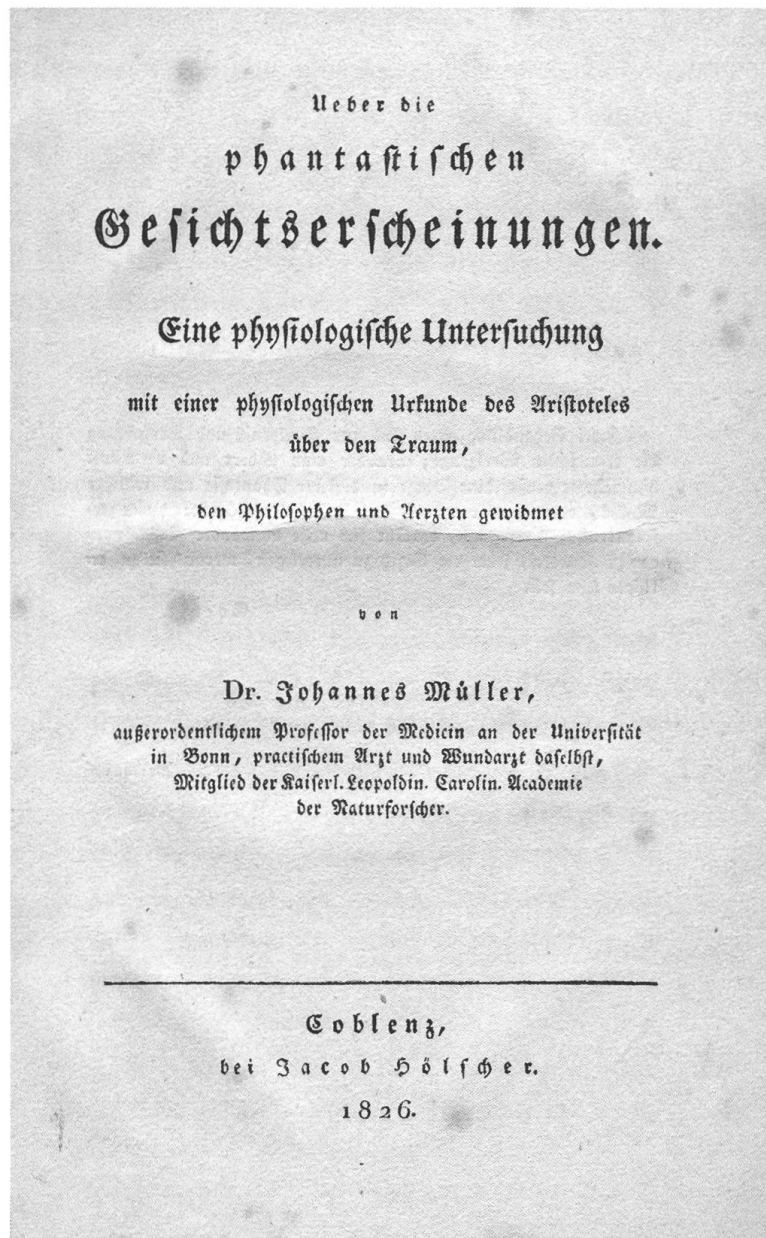 Ueber die
phantastischen
Gesichtserscheinungen.
Eine physiologische Untersuchung
mit einer physiologischen Urkunde des Aristoteles
über den Traum,
den Philosophen und Aerzten gewidmet
von
Dr. Johannes Müller,
außerordentlichem Professor der Medicin an der Universität
in Bonn, practischem Arzt und Wundarzt daselbst,
Mitglied der Kaiserl. Leopoldin. Carolin. Academie
der Naturforscher.
Coblenz,
bei Jacob Hölscher.
1826.